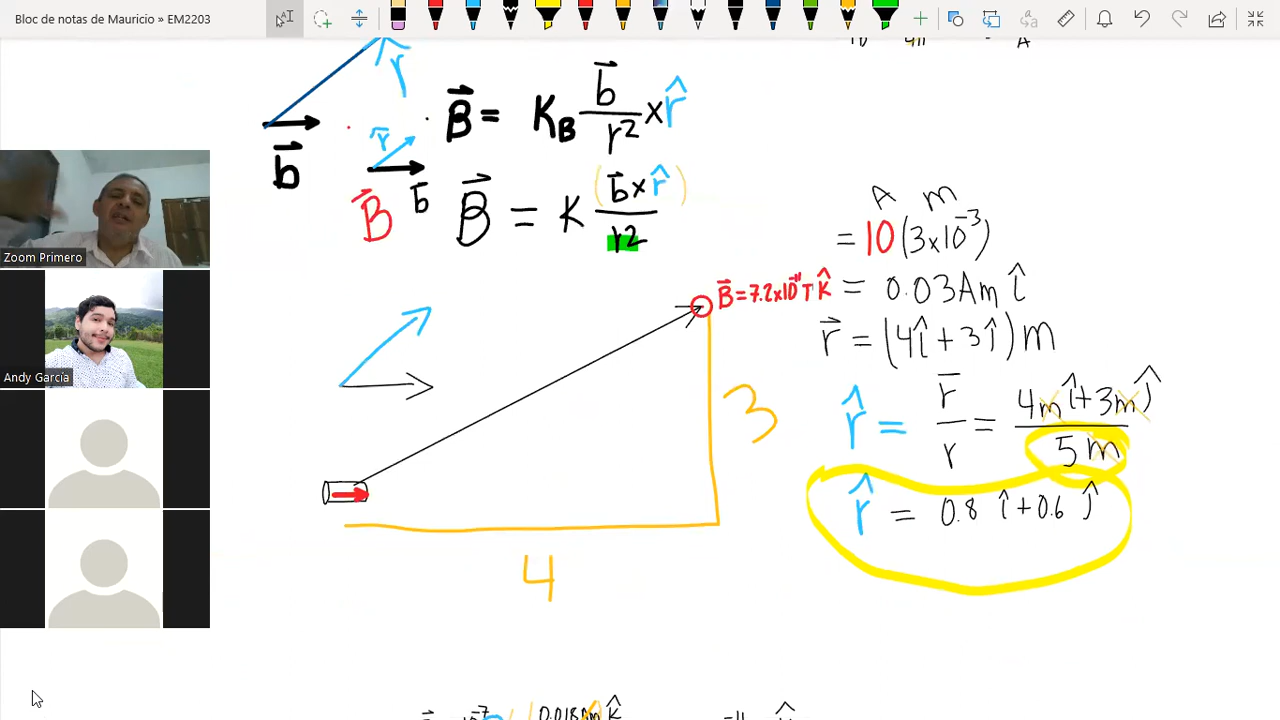 Bloc de notas de Mauricio » EM2203
r̂
b⃗
r̄
B⃗
b
B⃗ = K_B b⃗/r² × r̂
B⃗ = K (b⃗ × r̂)/r²
Zoom Primero
Andy García
A m
= 10 (3x10⁻³)
= 0.03 Am î
B⃗ = 7.2x10⁻¹¹ T k̂
r⃗ = (4î + 3ĵ) m
r̂ = r̄/r = 4m î + 3m ĵ / 5m
r̂ = 0.8 î + 0.6 ĵ
3
4